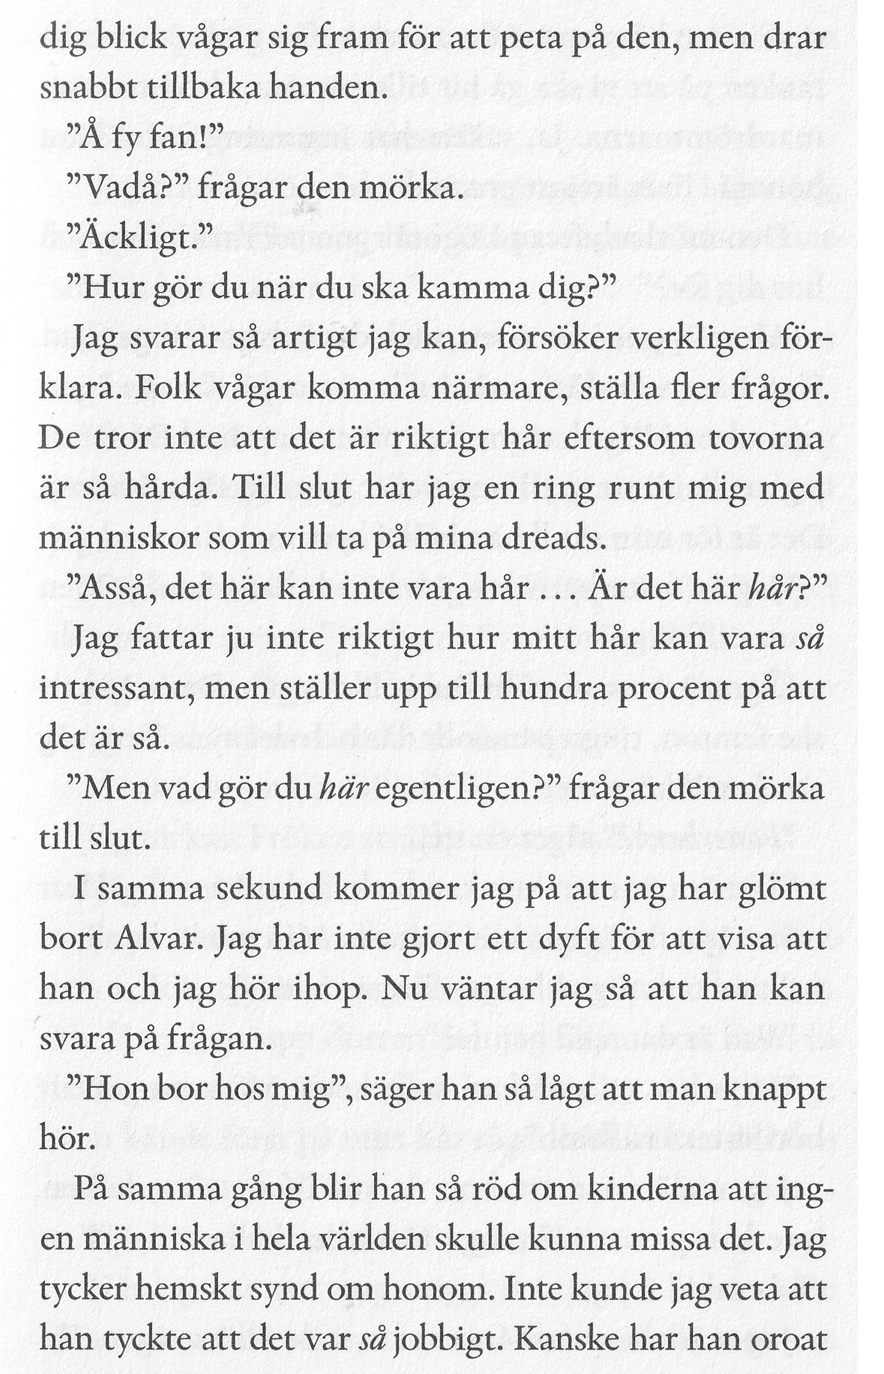 dig blick vågar sig fram för att peta på den, men drar
snabbt tillbaka handen.
”Å fy fan!”
”Vadå?” frågar den mörka.
”Äckligt.”
”Hur gör du när du ska kamma dig?”
Jag svarar så artigt jag kan, försöker verkligen för-
klara. Folk vågar komma närmare, ställa fler frågor.
De tror inte att det är riktigt hår eftersom tovorna
är så hårda. Till slut har jag en ring runt mig med
människor som vill ta på mina dreads.
”Asså, det här kan inte vara hår ... Är det här hår?”
Jag fattar ju inte riktigt hur mitt hår kan vara så
intressant, men ställer upp till hundra procent på att
det är så.
”Men vad gör du här egentligen?” frågar den mörka
till slut.
I samma sekund kommer jag på att jag har glömt
bort Alvar. Jag har inte gjort ett dyft för att visa att
han och jag hör ihop. Nu väntar jag så att han kan
svara på frågan.
”Hon bor hos mig”, säger han så lågt att man knappt
hör.
På samma gång blir han så röd om kinderna att ing-
en människa i hela världen skulle kunna missa det. Jag
tycker hemskt synd om honom. Inte kunde jag veta att
han tyckte att det var så jobbigt. Kanske har han oroat